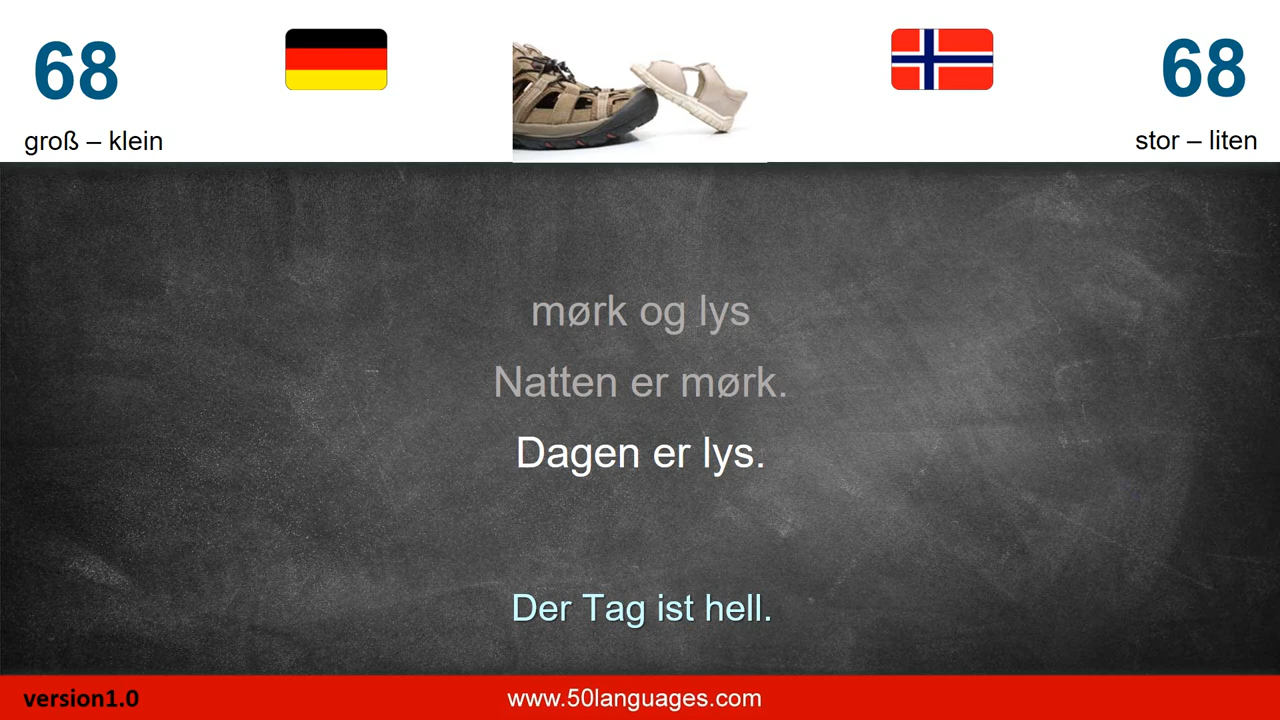 68
groß – klein
68
stor – liten
mørk og lys
Natten er mørk.
Dagen er lys.
Der Tag ist hell.
version1.0
www.50languages.com